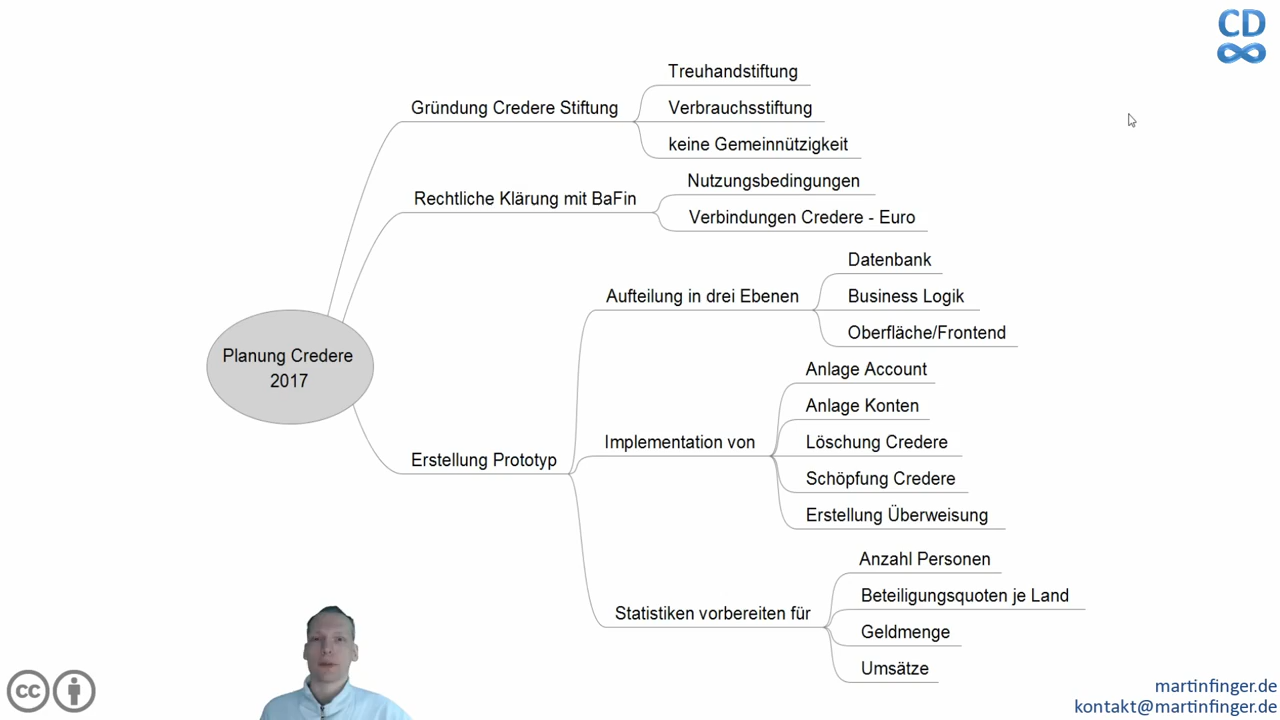 CD
Treuhandstiftung
Gründung Credere Stiftung
Verbrauchsstiftung
keine Gemeinnützigkeit
Nutzungsbedingungen
Rechtliche Klärung mit BaFin
Verbindungen Credere - Euro
Datenbank
Aufteilung in drei Ebenen
Business Logik
Oberfläche/Frontend
Planung Credere
2017
Anlage Account
Anlage Konten
Implementation von
Löschung Credere
Erstellung Prototyp
Schöpfung Credere
Erstellung Überweisung
Anzahl Personen
Beteiligungsquoten je Land
Statistiken vorbereiten für
Geldmenge
Umsätze
cc
martinfinger.de
kontakt@martinfinger.de